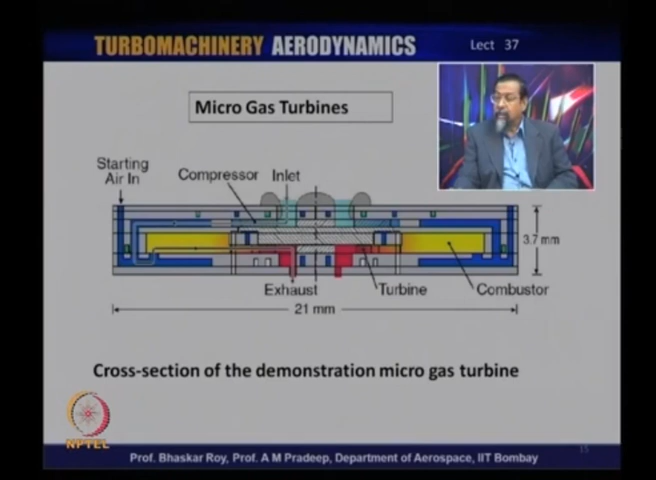 TURBOMACHINERY AERODYNAMICS Lect 37
Micro Gas Turbines
Starting
Air In
Compressor Inlet
3.7 mm
Exhaust Turbine Combustor
21 mm
Cross-section of the demonstration micro gas turbine
NPTEL
15
Prof. Bhaskar Roy, Prof. A M Pradeep, Department of Aerospace, IIT Bombay